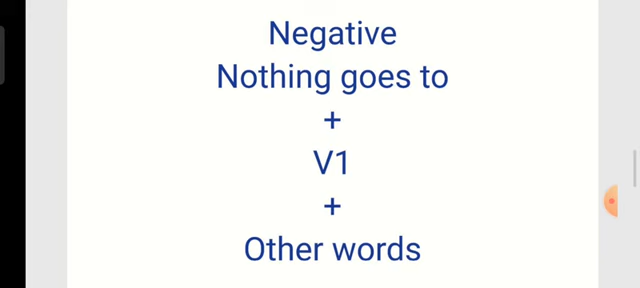 Negative
Nothing goes to
+
V1
+
Other words